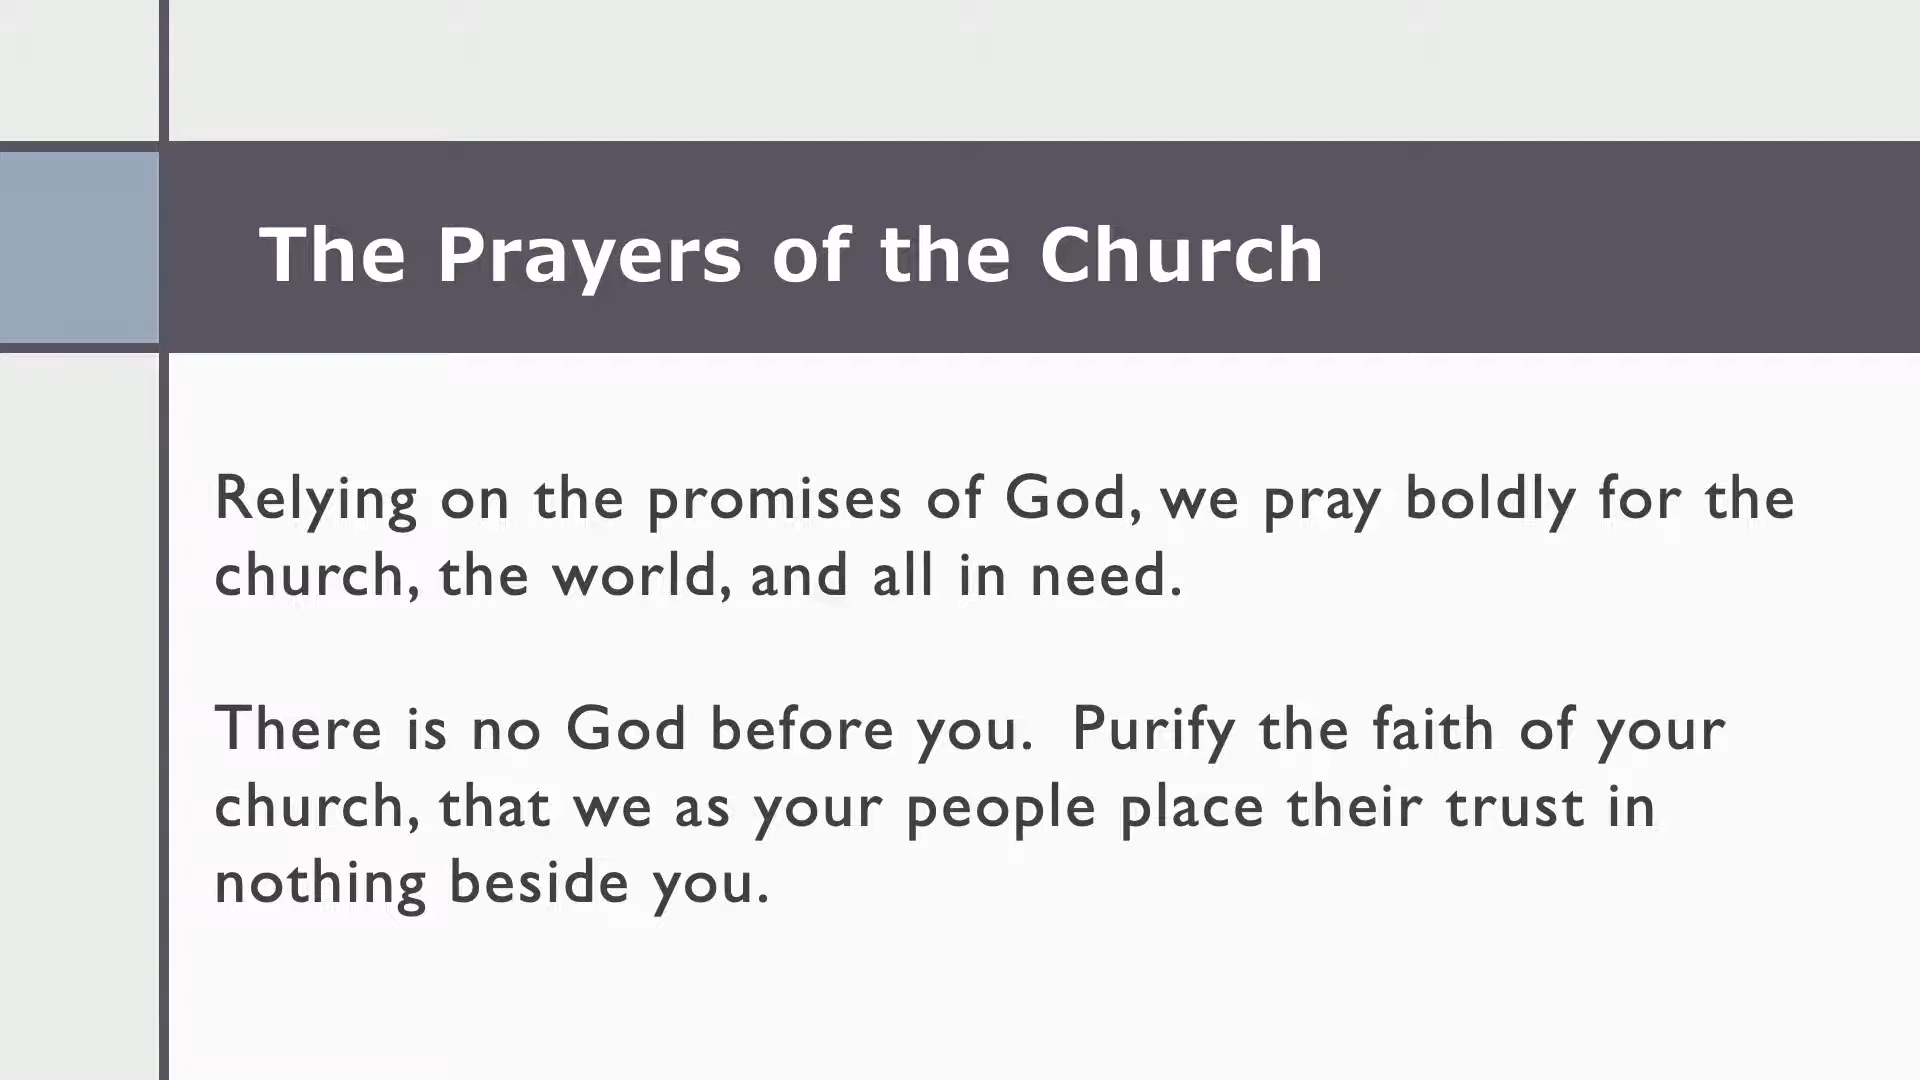 The Prayers of the Church
Relying on the promises of God, we pray boldly for the
church, the world, and all in need.
There is no God before you.  Purify the faith of your
church, that we as your people place their trust in
nothing beside you.